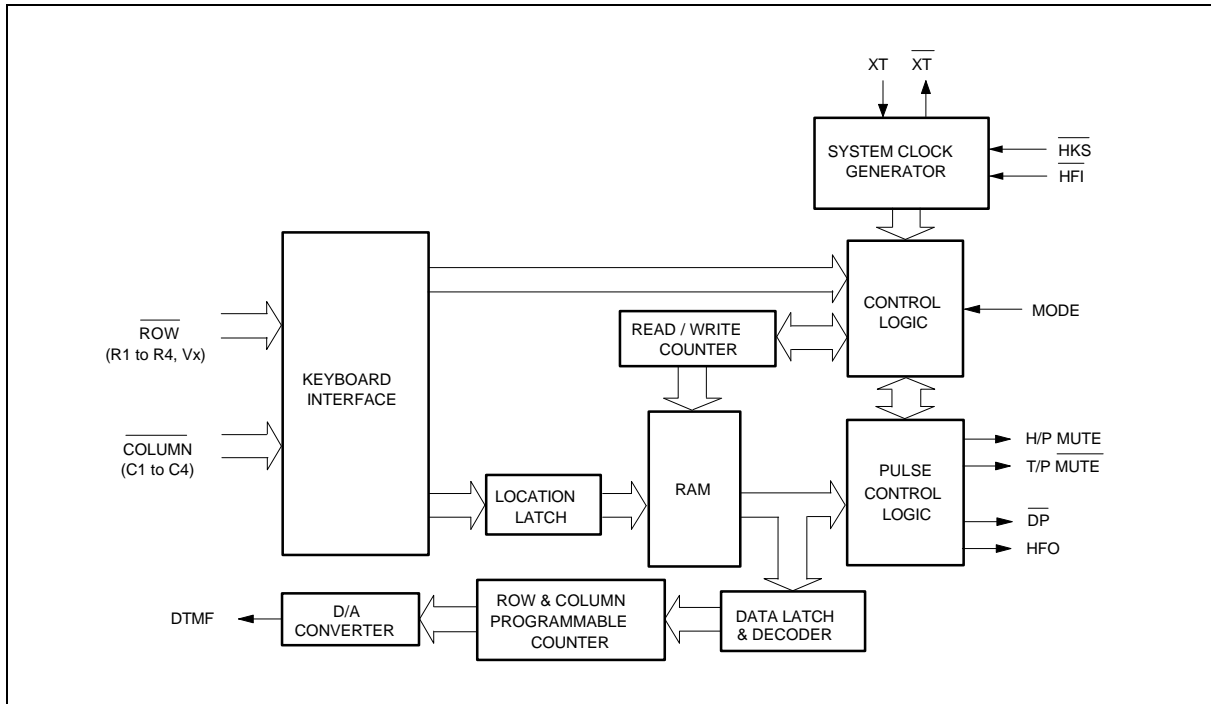 XT XT
SYSTEM CLOCK
GENERATOR
HKS
HFI
ROW
(R1 to R4, Vx)
COLUMN
(C1 to C4)
KEYBOARD
INTERFACE
READ / WRITE
COUNTER
CONTROL
LOGIC
MODE
LOCATION
LATCH
RAM
PULSE
CONTROL
LOGIC
H/P MUTE
T/P MUTE
DP
HFO
DTMF
D/A
CONVERTER
ROW & COLUMN
PROGRAMMABLE
COUNTER
DATA LATCH
& DECODER